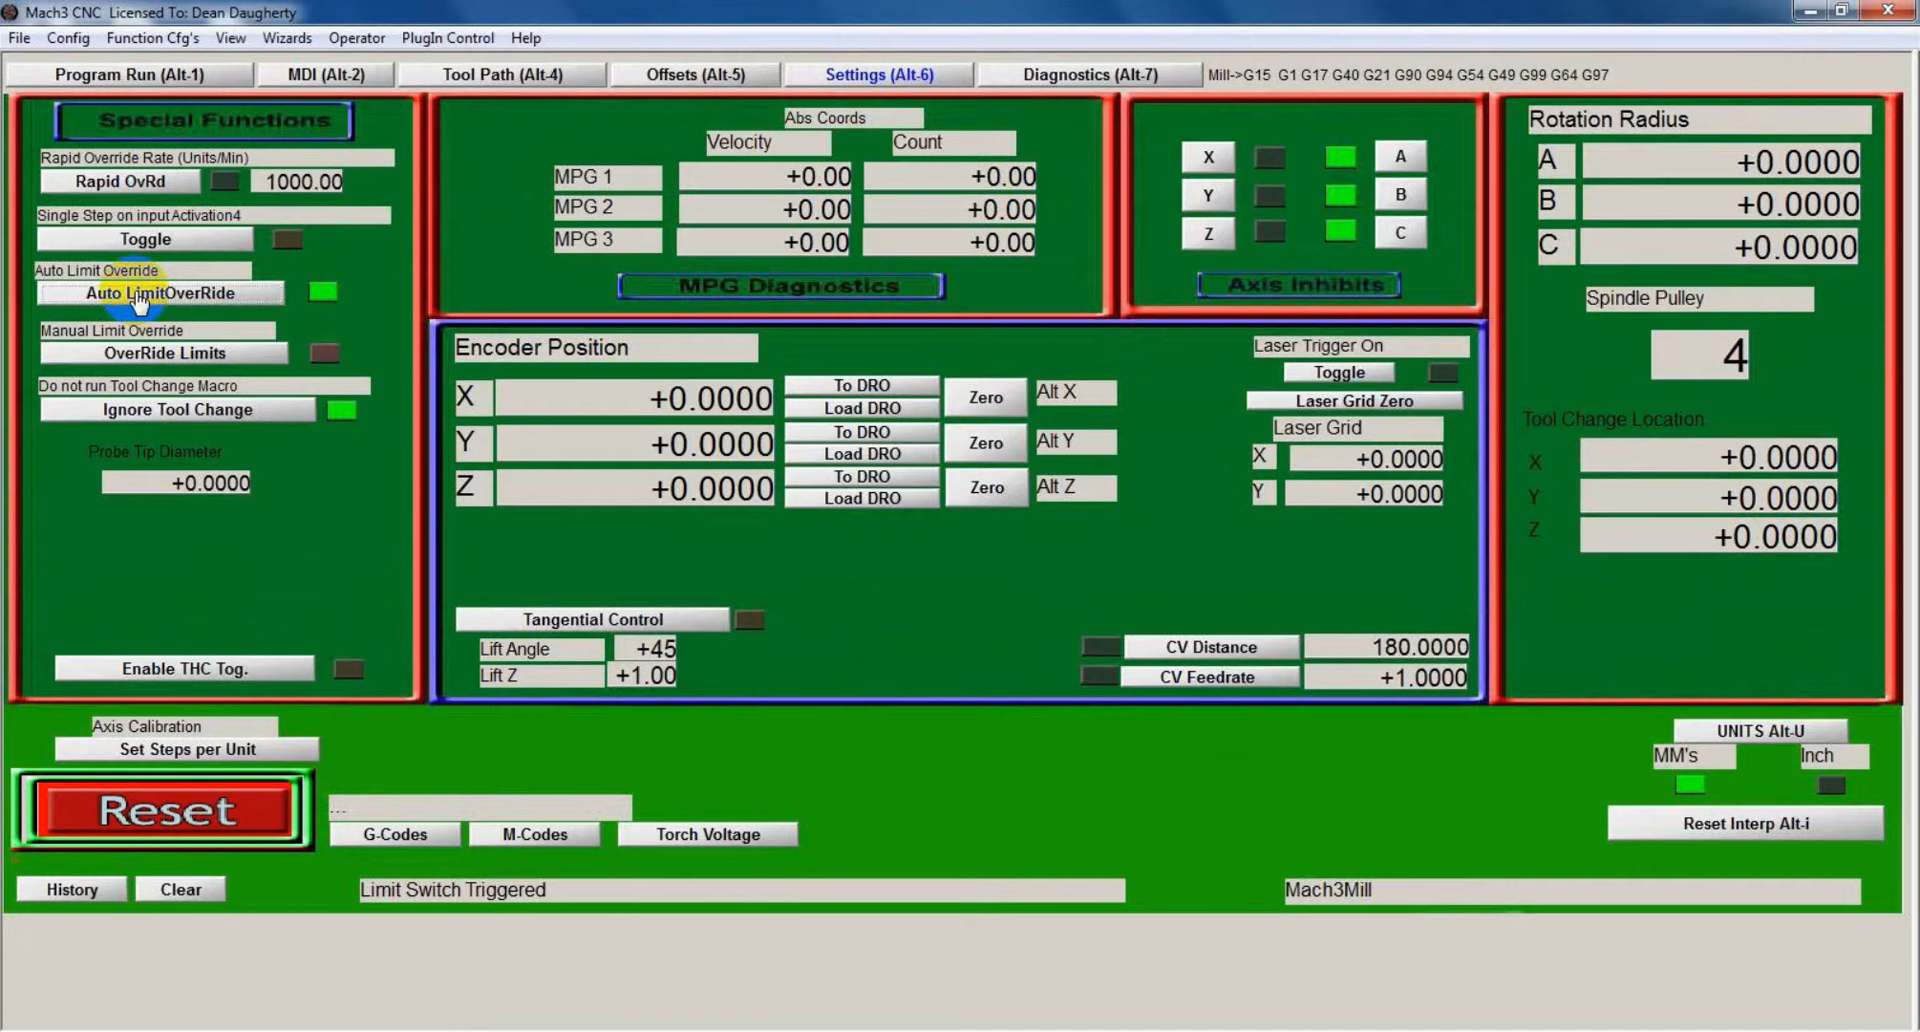 Mach3 CNC Licensed To: Dean Daugherty
File Config Function Cfg's View Wizards Operator PlugIn Control Help
Program Run (Alt-1) MDI (Alt-2) Tool Path (Alt-4) Offsets (Alt-5) Settings (Alt-6) Diagnostics (Alt-7) Mill->G15 G1 G17 G40 G21 G90 G94 G54 G49 G99 G64 G97
Special Functions
Rapid Override Rate (Units/Min)
Rapid OvRd 1000.00
Single Step on input Activation4
Toggle
Auto Limit Override
Auto LimitOverRide
Manual Limit Override
OverRide Limits
Do not run Tool Change Macro
Ignore Tool Change
Probe Tip Diameter
+0.0000
Enable THC Tog.
Abs Coords
Velocity Count
MPG 1 +0.00 +0.00
MPG 2 +0.00 +0.00
MPG 3 +0.00 +0.00
MPG Diagnostics
X A
Y B
Z C
Axis Inhibits
Rotation Radius
A +0.0000
B +0.0000
C +0.0000
Spindle Pulley
4
Tool Change Location
X +0.0000
Y +0.0000
Z +0.0000
Encoder Position
X +0.0000 To DRO Load DRO Zero Alt X
Y +0.0000 To DRO Load DRO Zero Alt Y
Z +0.0000 To DRO Load DRO Zero Alt Z
Laser Trigger On
Toggle
Laser Grid Zero
Laser Grid
X +0.0000
Y +0.0000
Tangential Control
Lift Angle +45
Lift Z +1.00
CV Distance 180.0000
CV Feedrate +1.0000
Axis Calibration
Set Steps per Unit
Reset
...
G-Codes M-Codes Torch Voltage
UNITS Alt-U
MM's Inch
Reset Interp Alt-i
History Clear Limit Switch Triggered Mach3Mill